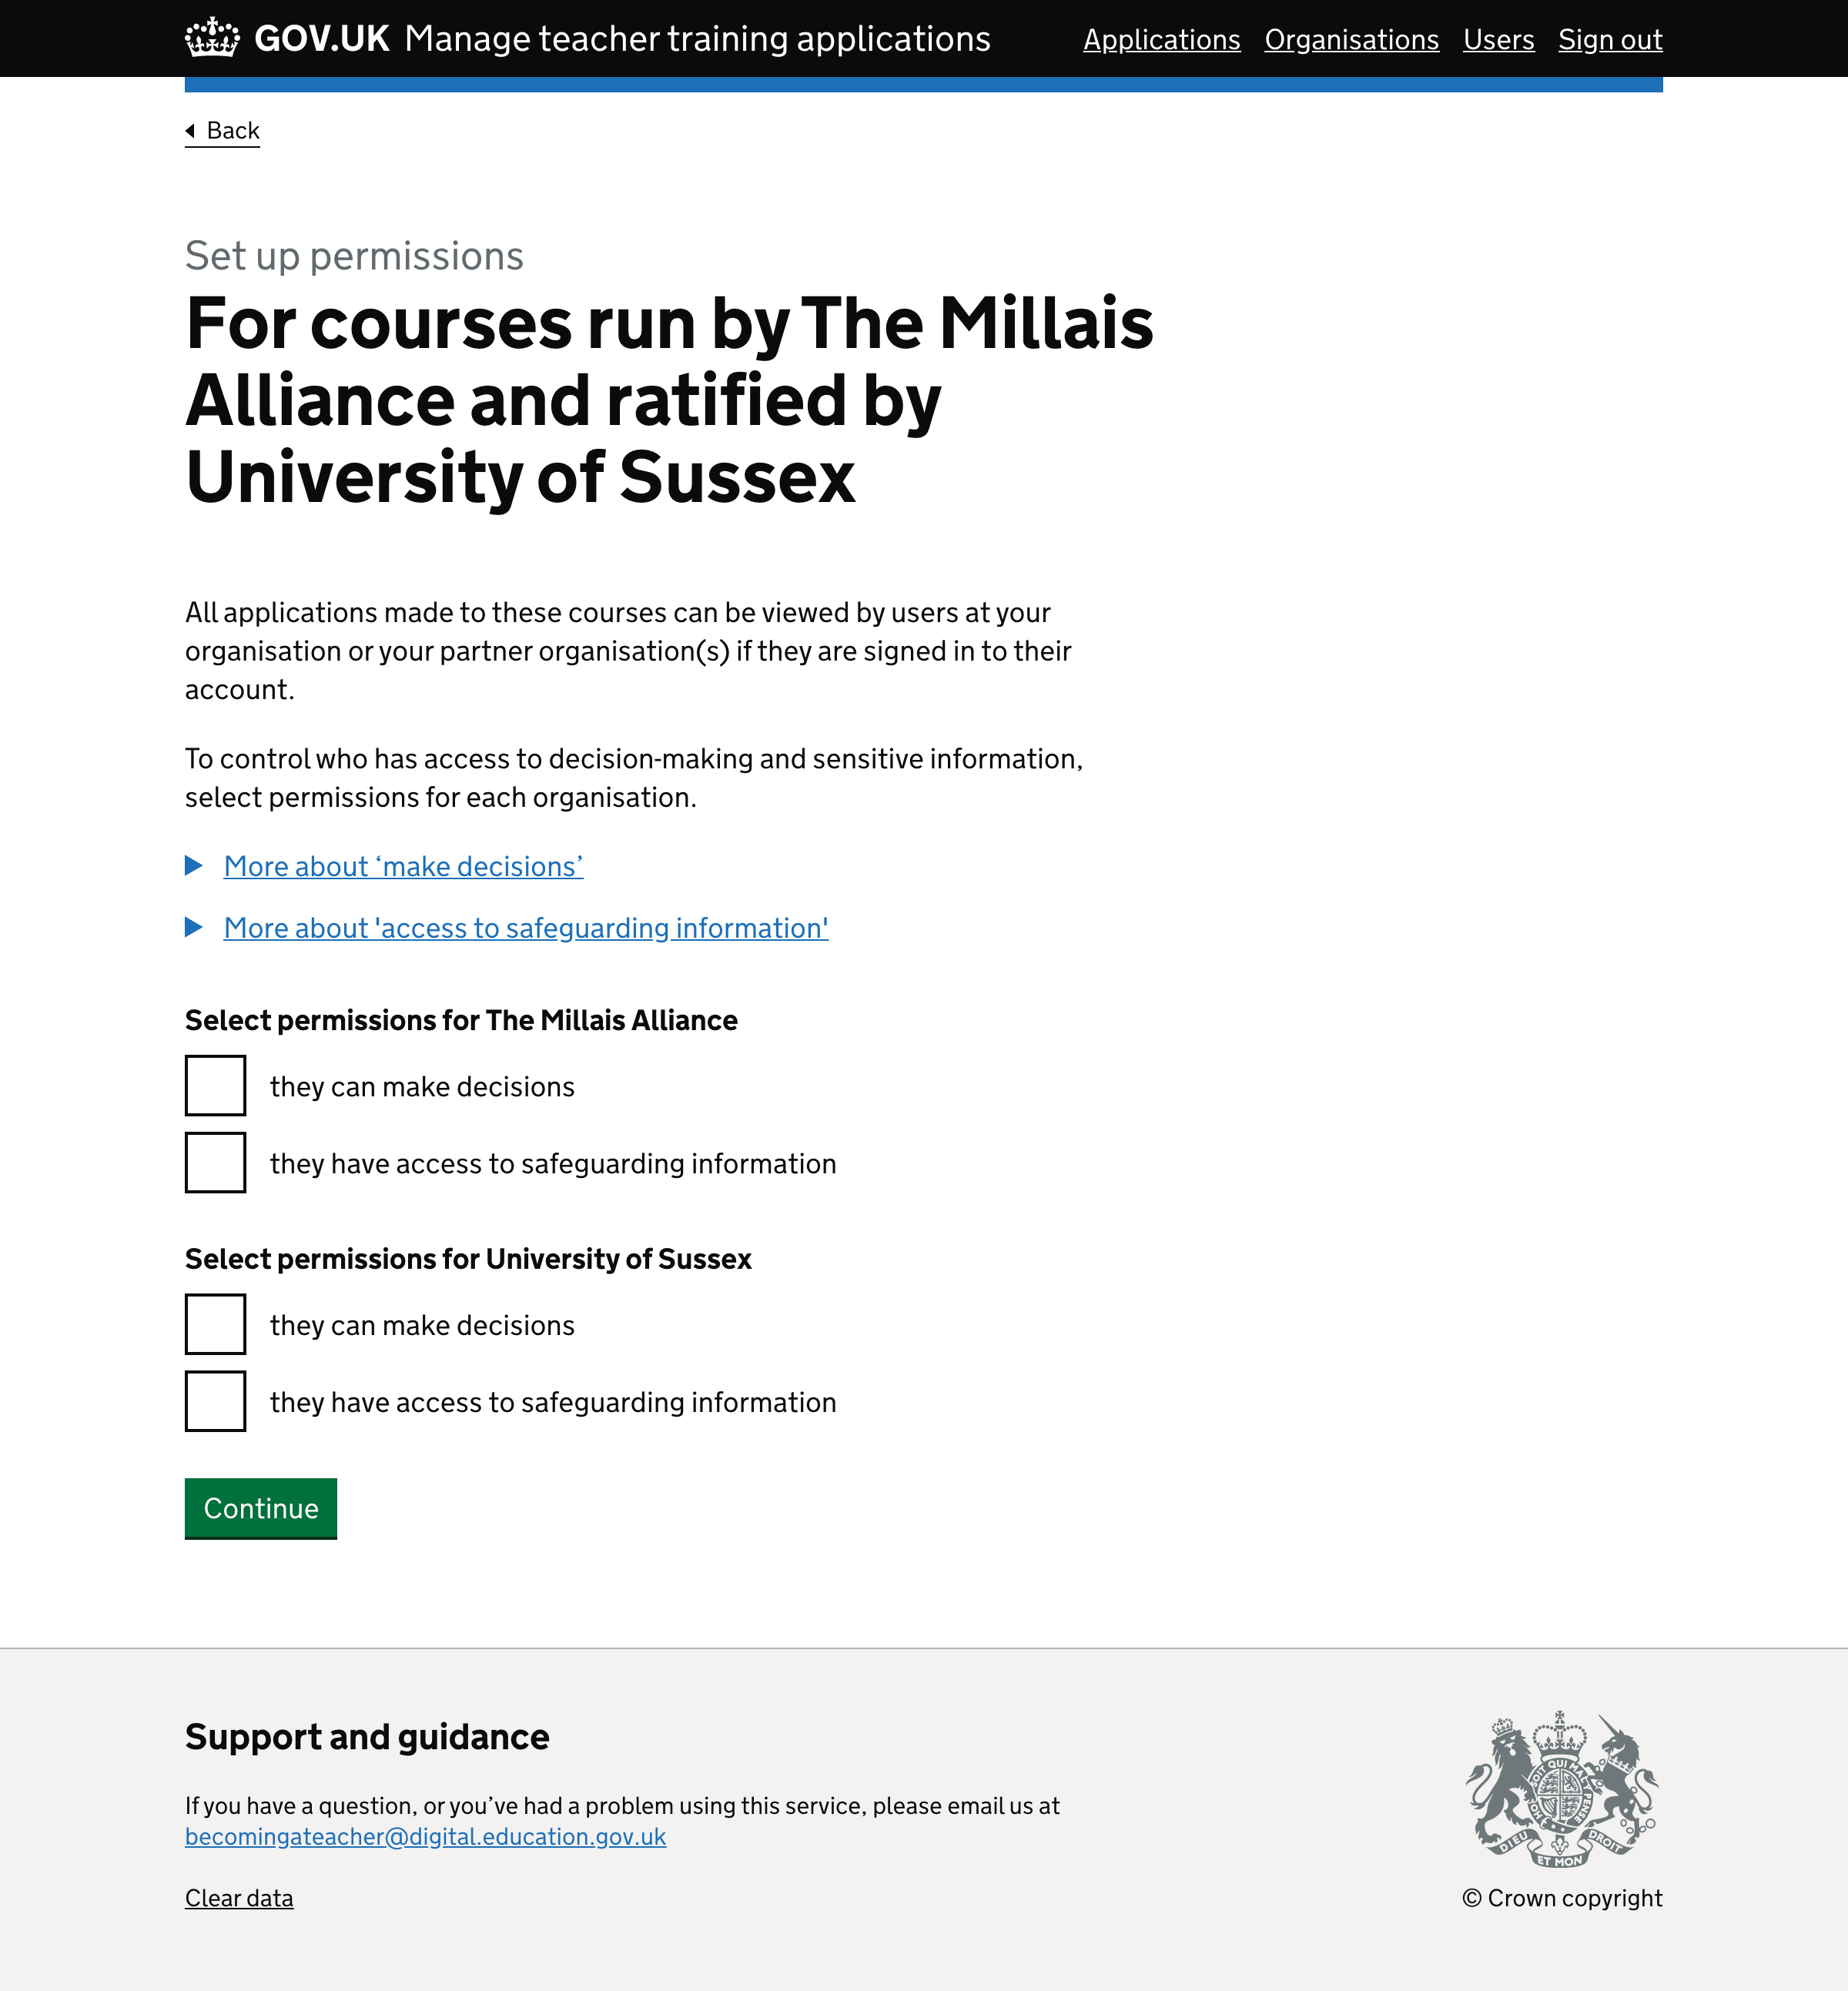 GOV.UK Manage teacher training applications Applications Organisations Users Sign out
Back
Set up permissions
For courses run by The Millais
Alliance and ratified by
University of Sussex
All applications made to these courses can be viewed by users at your
organisation or your partner organisation(s) if they are signed in to their
account.
To control who has access to decision-making and sensitive information,
select permissions for each organisation.
More about ‘make decisions’
More about 'access to safeguarding information'
Select permissions for The Millais Alliance
they can make decisions
they have access to safeguarding information
Select permissions for University of Sussex
they can make decisions
they have access to safeguarding information
Continue
Support and guidance
If you have a question, or you’ve had a problem using this service, please email us at
becomingateacher@digital.education.gov.uk
Clear data
DIEU ET MON DROIT
© Crown copyright